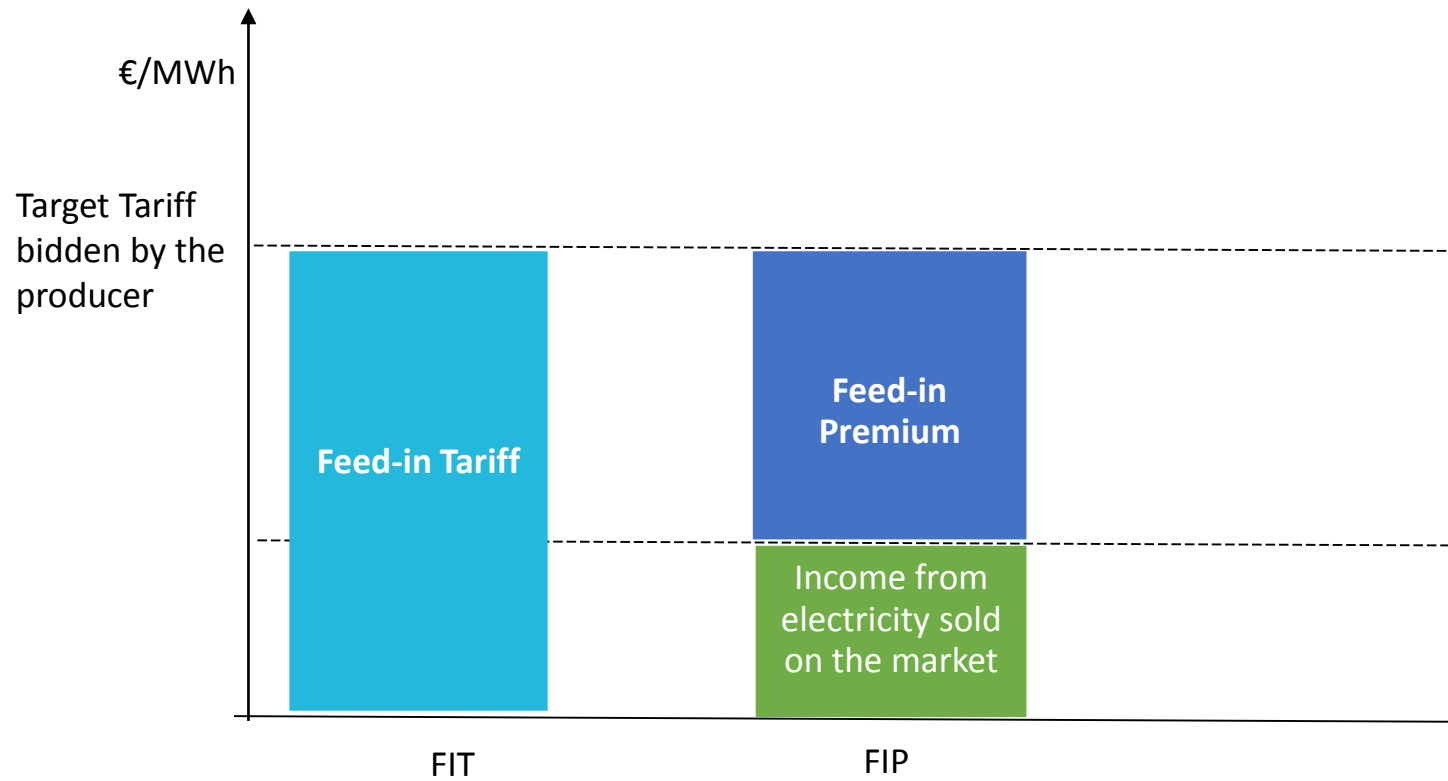 €/MWh
Target Tariff
bidden by the
producer
Feed-in Tariff
Feed-in
Premium
Income from
electricity sold
on the market
FIT
FIP